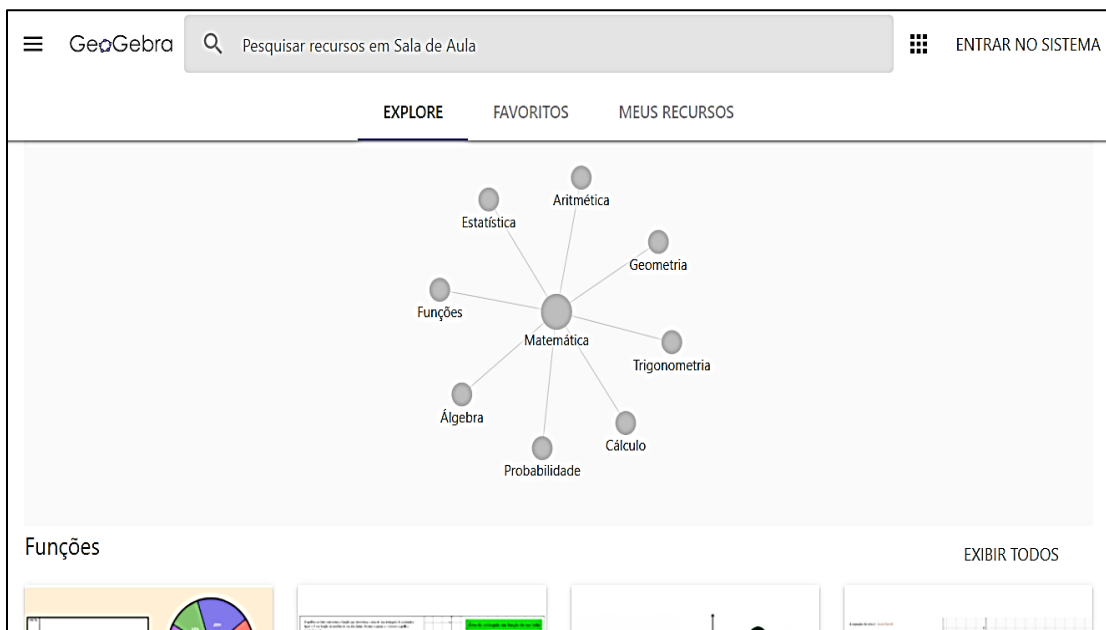 GeoGebra
Pesquisar recursos em Sala de Aula
ENTRAR NO SISTEMA
EXPLORE FAVORITOS MEUS RECURSOS
Aritmética
Estatística
Geometria
Funções
Matemática
Trigonometria
Álgebra
Cálculo
Probabilidade
Funções
EXIBIR TODOS